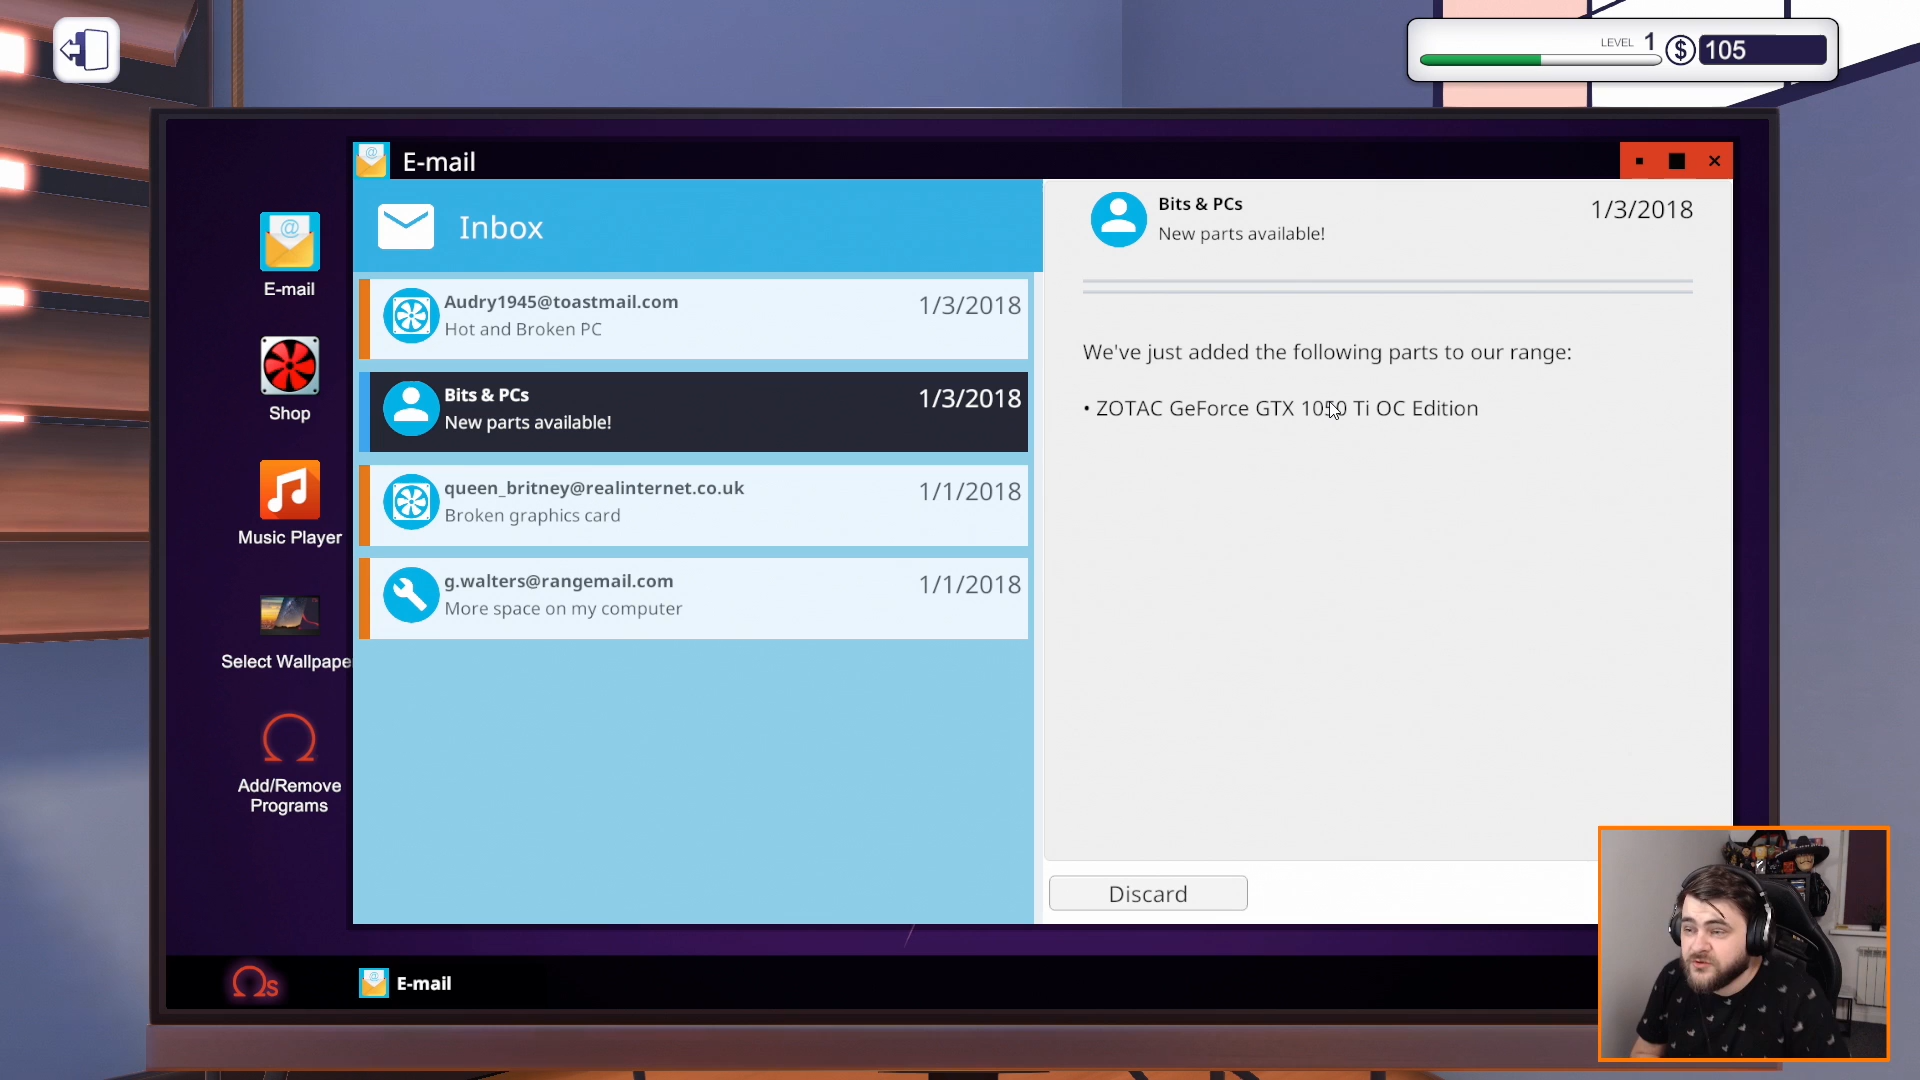 LEVEL 1
$ 105
E-mail
Inbox
Audry1945@toastmail.com
1/3/2018
Hot and Broken PC
Bits & PCs
1/3/2018
New parts available!
queen_britney@realinternet.co.uk
1/1/2018
Broken graphics card
g.walters@rangemail.com
1/1/2018
More space on my computer
Bits & PCs
1/3/2018
New parts available!
We've just added the following parts to our range:
• ZOTAC GeForce GTX 1050 Ti OC Edition
Discard
E-mail
Shop
Music Player
Select Wallpape
Add/Remove
Programs
Ωs
E-mail